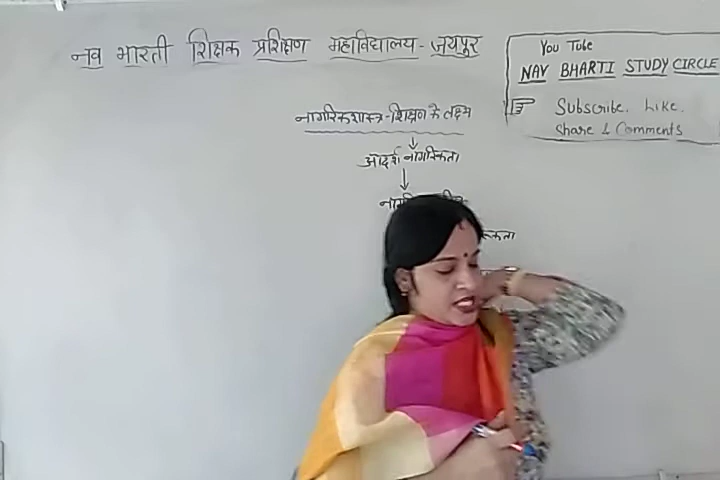 नव भारती शिक्षक प्रशिक्षण महाविद्यालय - जयपुर
You Tube
NAV BHARTI STUDY CIRCLE
Subscribe. Like.
Share & Comments
नागरिकशास्त्र - शिक्षण के लक्ष्य
आदर्श नागरिकता